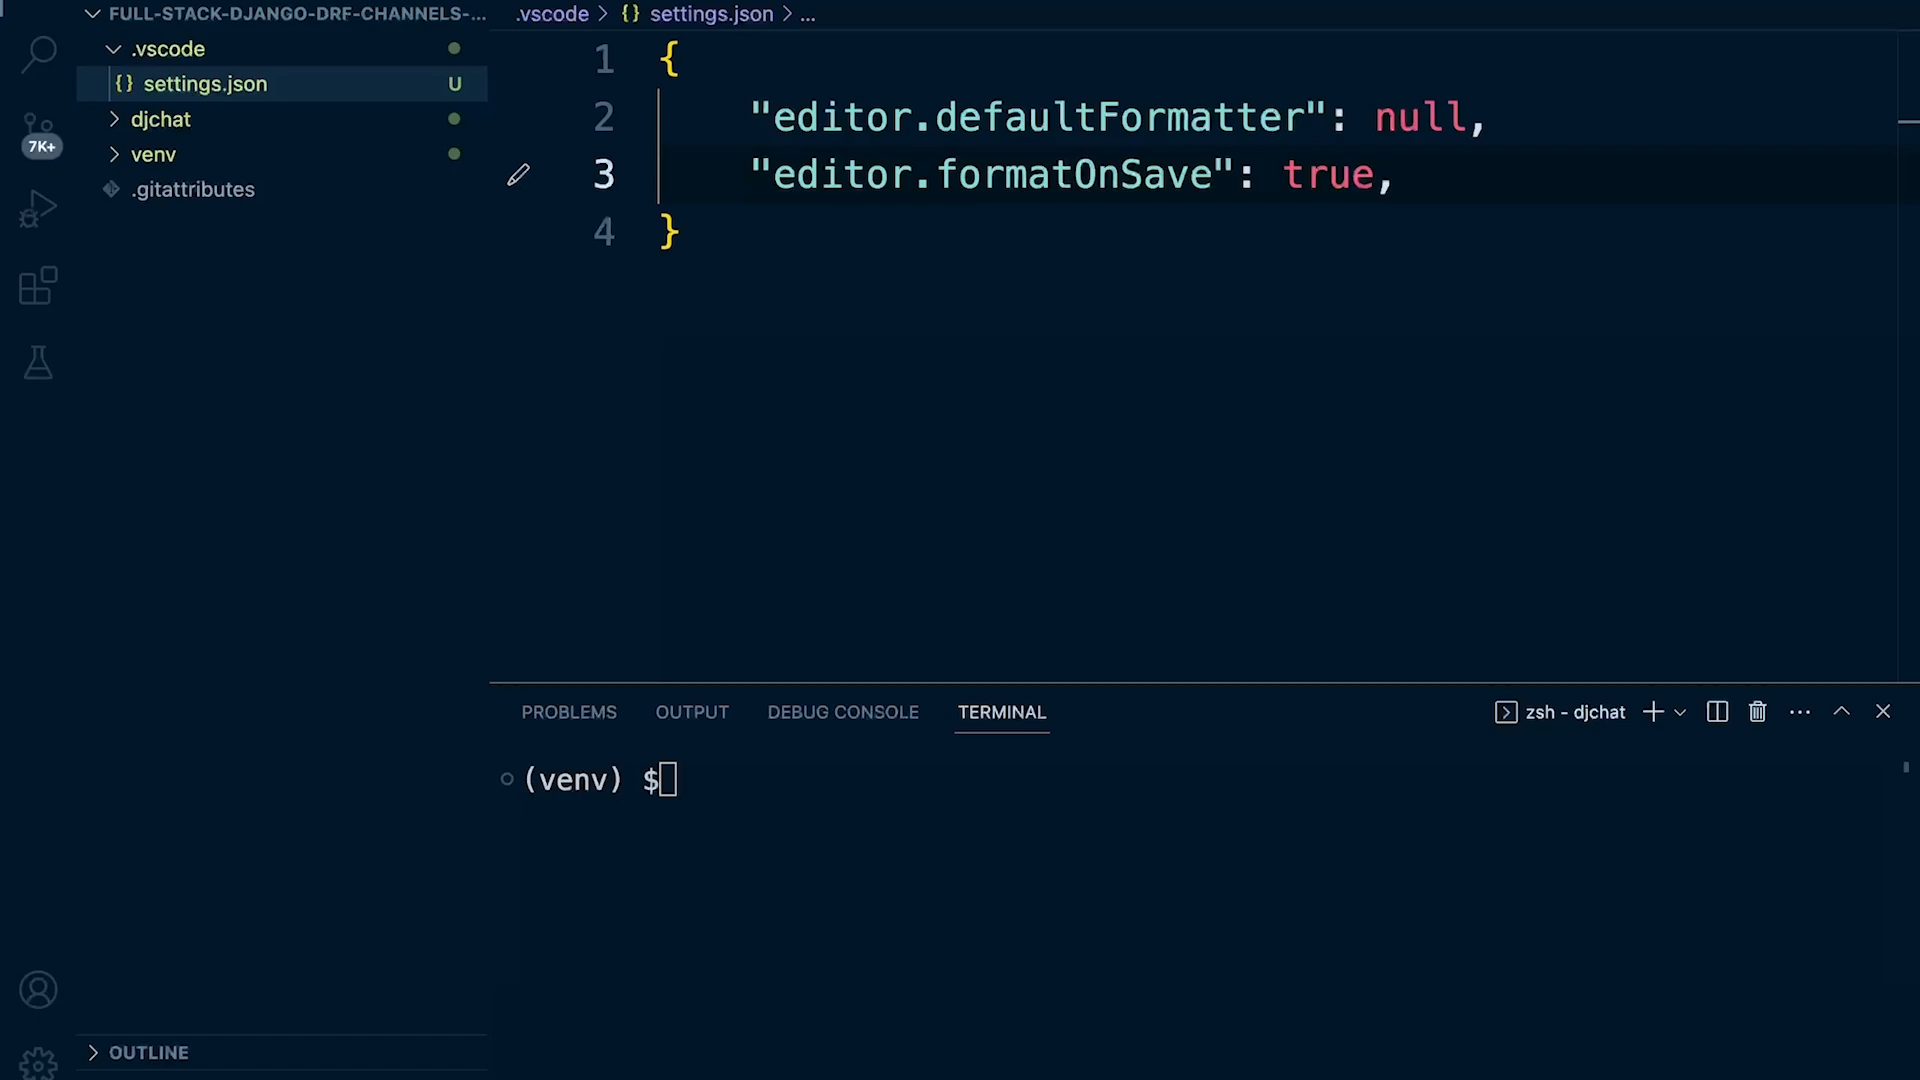 FULL-STACK-DJANGO-DRF-CHANNELS-...
.vscode
settings.json
U
djchat
venv
.gitattributes
7K+
OUTLINE
.vscode > {} settings.json > ...
1 {
2 "editor.defaultFormatter": null,
3 "editor.formatOnSave": true,
4 }
PROBLEMS OUTPUT DEBUG CONSOLE TERMINAL zsh - djchat
(venv) $